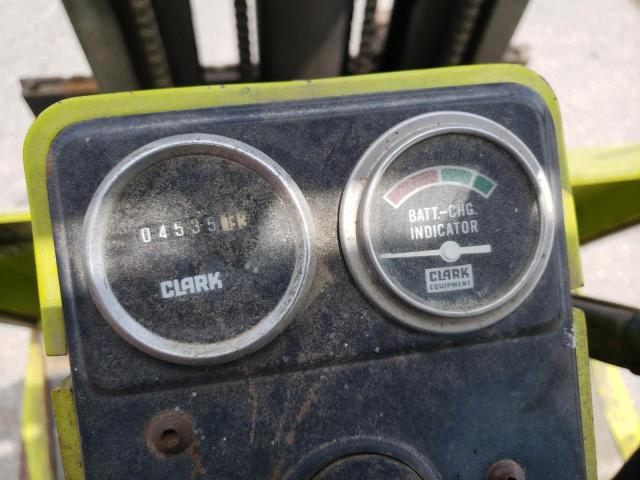 04535
CLARK
BATT.-CHG.
INDICATOR
CLARK
EQUIPMENT